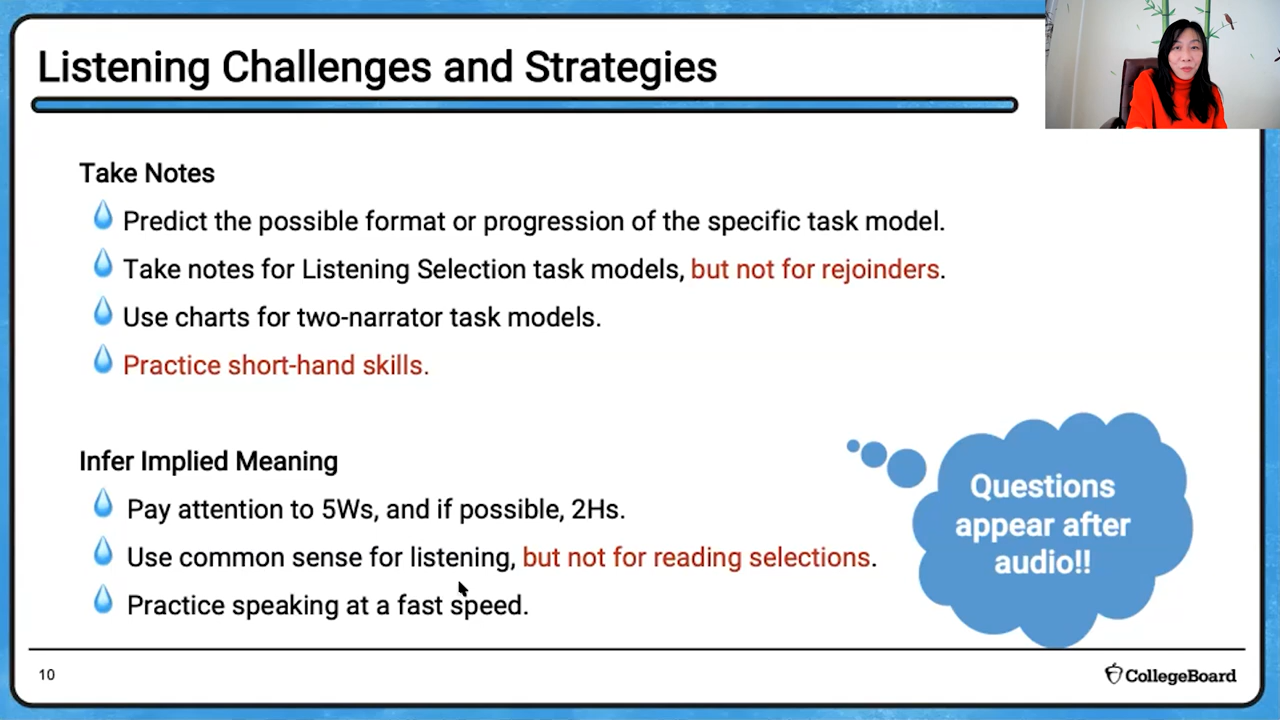 Listening Challenges and Strategies
Take Notes
Predict the possible format or progression of the specific task model.
Take notes for Listening Selection task models, but not for rejoinders.
Use charts for two-narrator task models.
Practice short-hand skills.
Infer Implied Meaning
Pay attention to 5Ws, and if possible, 2Hs.
Use common sense for listening, but not for reading selections.
Practice speaking at a fast speed.
Questions
appear after
audio!!
10
CollegeBoard